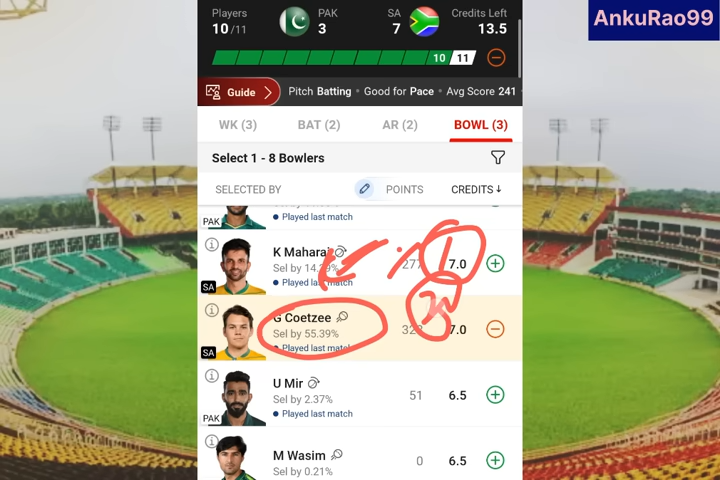 AnkuRao99
Players PAK SA Credits Left
10/11 3 7 13.5
10 11
Guide Pitch Batting • Good for Pace • Avg Score 241
WK (3) BAT (2) AR (2) BOWL (3)
Select 1 - 8 Bowlers
SELECTED BY POINTS CREDITS↓
PAK Played last match
K Maharaj
Sel by 14. 9% 277 7.0
SA Played last match
G Coetzee
Sel by 55.39% 7.0
SA Played last match
U Mir
Sel by 2.37% 51 6.5
PAK Played last match
M Wasim
Sel by 0.21% 0 6.5